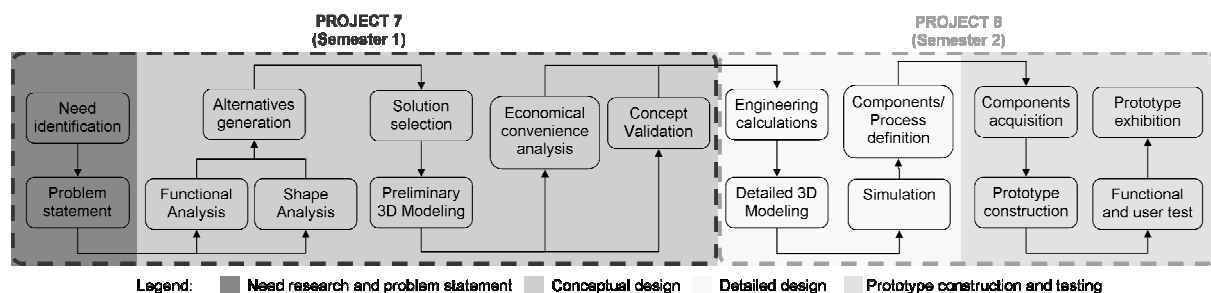 PROJECT 7
(Semester 1)
PROJECT 8
(Semester 2)
Need
identification
Problem
statement
Alternatives
generation
Functional
Analysis
Shape
Analysis
Solution
selection
Preliminary
3D Modeling
Economical
convenience
analysis
Concept
Validation
Engineering
calculations
Detailed 3D
Modeling
Components/
Process
definition
Simulation
Components
acquisition
Prototype
construction
Prototype
exhibition
Functional
and user test
Legend:
Need research and problem statement
Conceptual design
Detailed design
Prototype construction and testing